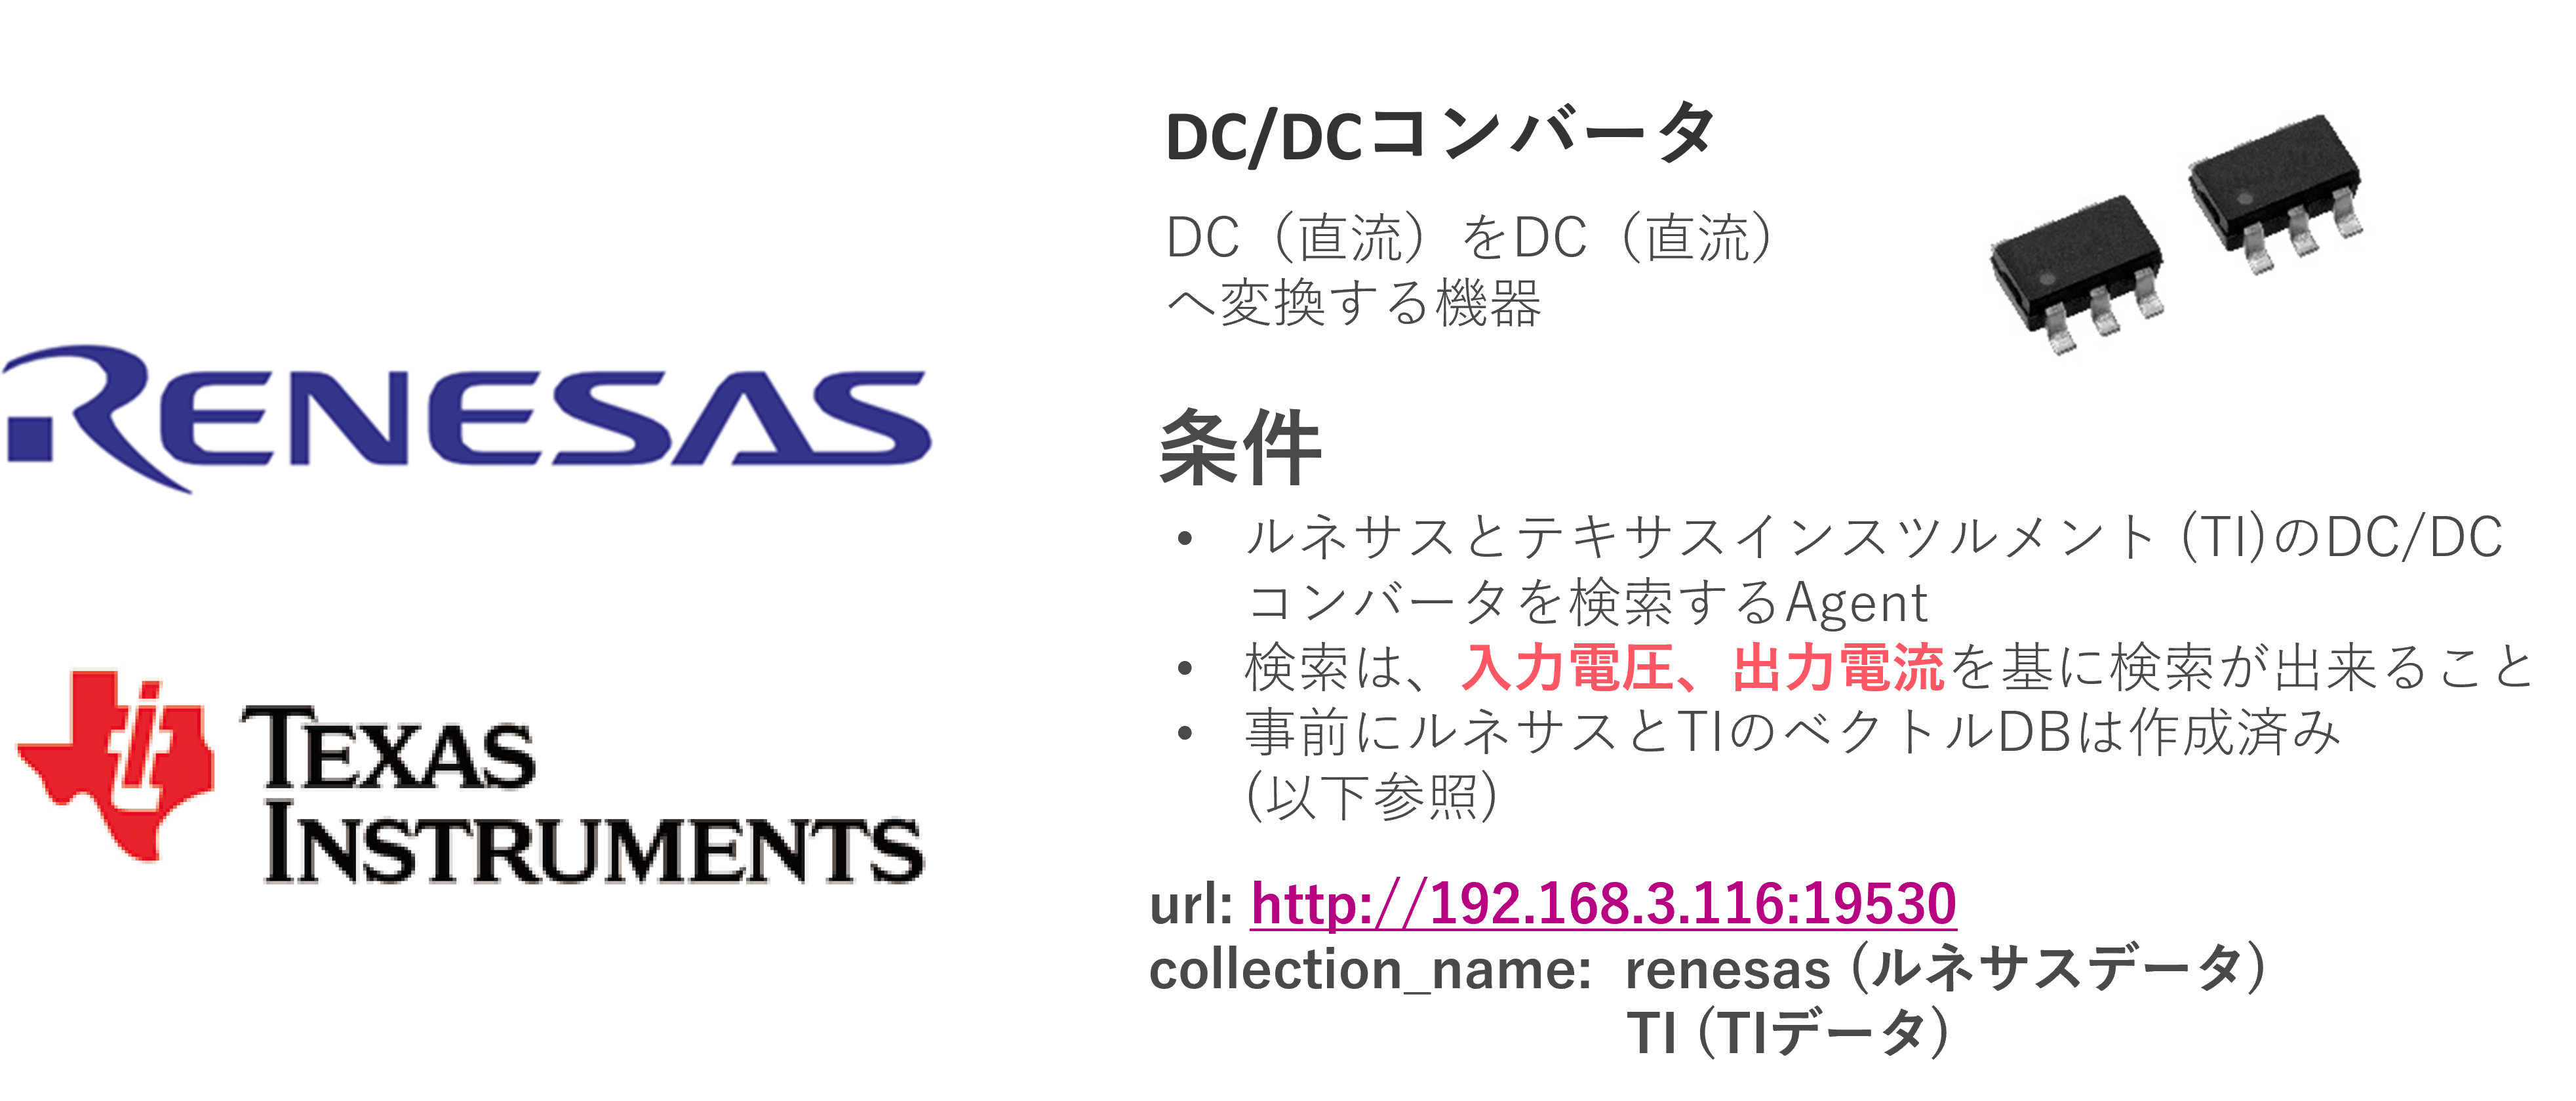 RENESAS
TEXAS
INSTRUMENTS
DC/DCコンバータ
DC（直流）をDC（直流）
へ変換する機器
条件
• ルネサスとテキサスインスツルメント (TI)のDC/DC
コンバータを検索するAgent
• 検索は、入力電圧、出力電流を基に検索が出来ること
• 事前にルネサスとTIのベクトルDBは作成済み
(以下参照)
url: http://192.168.3.116:19530
collection_name: renesas (ルネサスデータ)
TI (TIデータ)